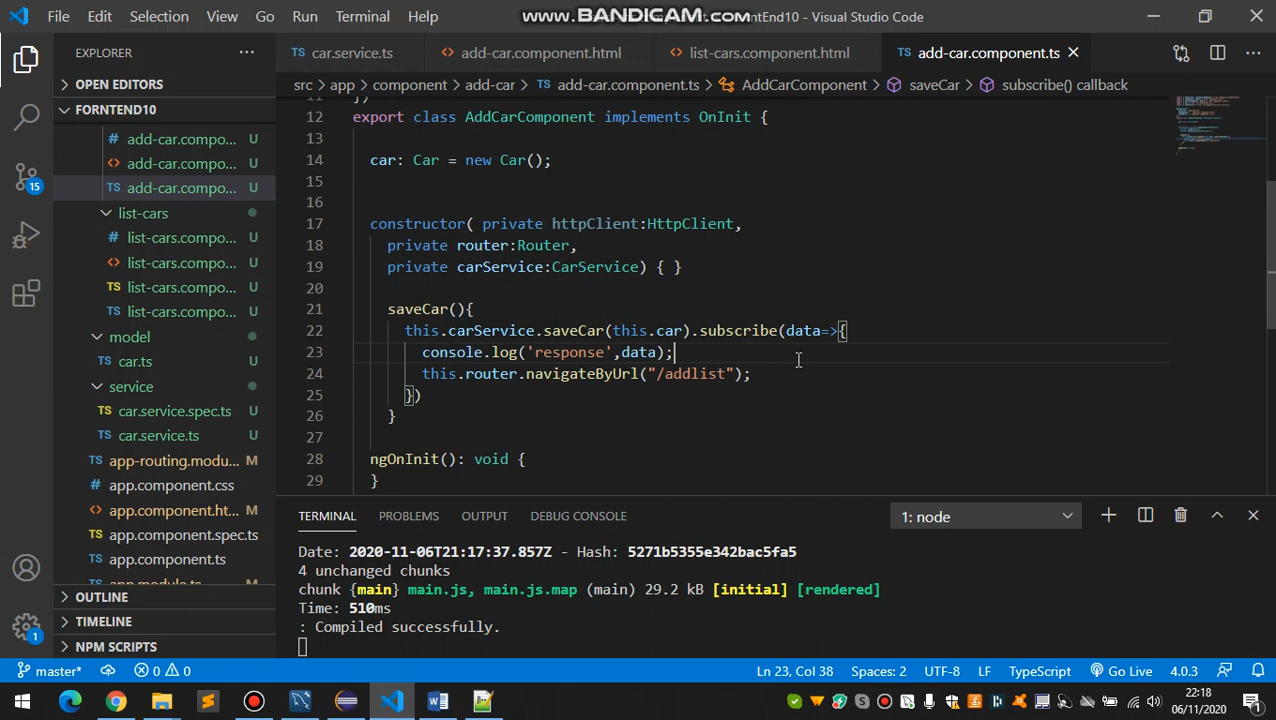 File Edit Selection View Go Run Terminal Help
www.BANDICAM.com
ntEnd10 - Visual Studio Code
EXPLORER
OPEN EDITORS
FORNTEND10
add-car.compo...
add-car.compo...
add-car.compo... U
U
U
list-cars
list-cars.compo... U
list-cars.compo... U
list-cars.compo... U
list-cars.compo... U
model
car.ts U
service
car.service.spec.ts U
car.service.ts U
app-routing.modu... M
app.component.css
app.component.ht... M
app.component.spec.ts
app.component.ts
app.module.ts
OUTLINE
TIMELINE
NPM SCRIPTS
15
1
car.service.ts add-car.component.html list-cars.component.html add-car.component.ts
src > app > component > add-car > TS add-car.component.ts > AddCarComponent > saveCar > subscribe() callback
11 })
12 export class AddCarComponent implements OnInit {
13
14 car: Car = new Car();
15
16
17 constructor( private httpClient:HttpClient,
18 private router:Router,
19 private carService:CarService) { }
20
21 saveCar(){
22 this.carService.saveCar(this.car).subscribe(data=>{
23 console.log('response',data);
24 this.router.navigateByUrl("/addlist");
25 })
26 }
27
28 ngOnInit(): void {
29 }
TERMINAL PROBLEMS OUTPUT DEBUG CONSOLE 1: node
Date: 2020-11-06T21:17:37.857Z - Hash: 5271b5355e342bac5fa5
4 unchanged chunks
chunk {main} main.js, main.js.map (main) 29.2 kB [initial] [rendered]
Time: 510ms
: Compiled successfully.
master* 0 0 Ln 23, Col 38 Spaces: 2 UTF-8 LF TypeScript Go Live 4.0.3
22:18
06/11/2020